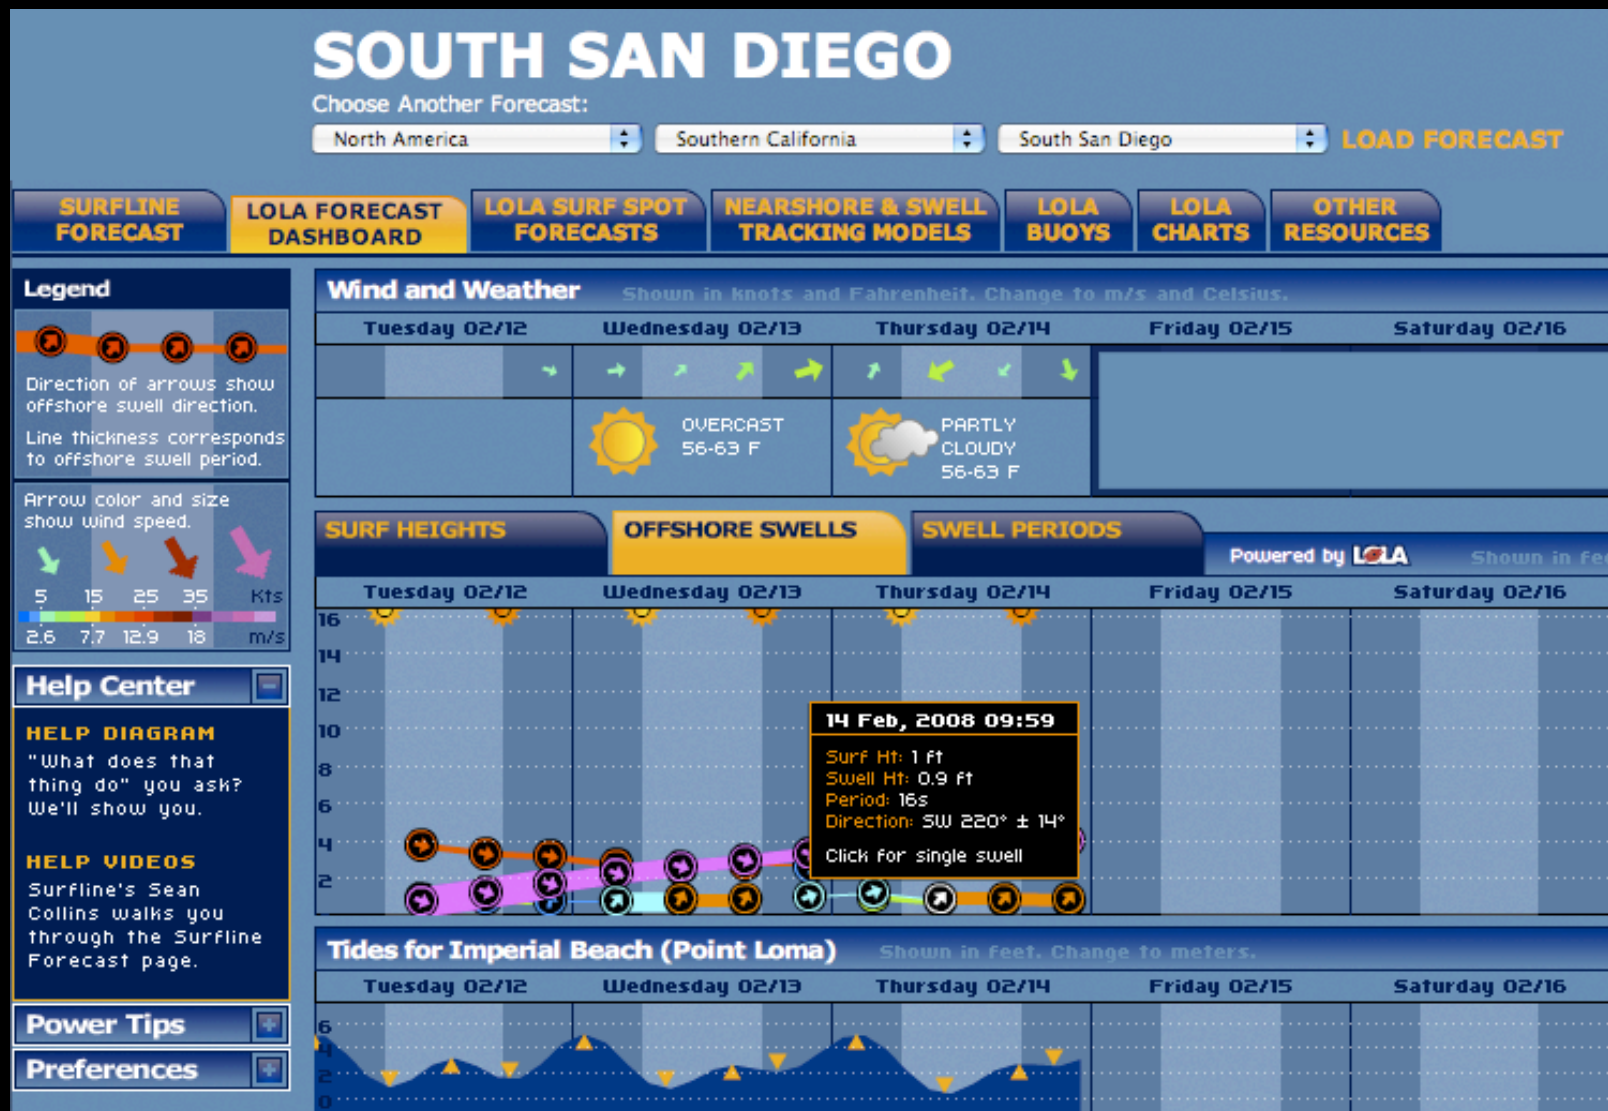 SOUTH SAN DIEGO
Choose Another Forecast:
North America
Southern California
South San Diego
LOAD FORECAST
SURFLINE
FORECAST
LOLA FORECAST
DASHBOARD
LOLA SURF SPOT
FORECASTS
NEARSHORE & SWELL
TRACKING MODELS
LOLA
BUOYS
LOLA
CHARTS
OTHER
RESOURCES
Legend
Direction of arrows show
offshore swell direction.
Line thickness corresponds
to offshore swell period.
Arrow color and size
show wind speed.
5 15 25 35 Kts
2.6 7.7 12.9 18 m/s
Help Center
HELP DIAGRAM
"What does that
thing do" you ask?
We'll show you.
HELP VIDEOS
Surfline's Sean
Collins walks you
through the Surfline
Forecast page.
Power Tips
Preferences
Wind and Weather Shown in knots and Fahrenheit. Change to m/s and Celsius.
Tuesday 02/12 Wednesday 02/13 Thursday 02/14 Friday 02/15 Saturday 02/16
OVERCAST
56-63 F
PARTLY
CLOUDY
56-63 F
SURF HEIGHTS
OFFSHORE SWELLS
SWELL PERIODS
Powered by LOLA
Shown in fee
Tuesday 02/12 Wednesday 02/13 Thursday 02/14 Friday 02/15 Saturday 02/16
16
14
12
10
8
6
4
2
14 Feb, 2008 09:59
Surf Ht: 1 ft
Swell Ht: 0.9 ft
Period: 16s
Direction: SW 220° ± 14°
Click for single swell
Tides for Imperial Beach (Point Loma) Shown in feet. Change to meters.
Tuesday 02/12 Wednesday 02/13 Thursday 02/14 Friday 02/15 Saturday 02/16
6
4
2
0